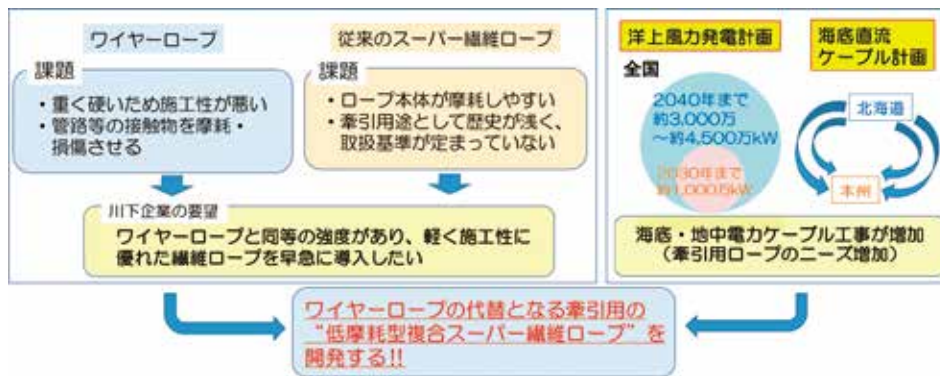 ワイヤーロープ
課題
・重く硬いため施工性が悪い
・管路等の接触物を摩耗・
損傷させる
従来のスーパー繊維ロープ
課題
・ロープ本体が摩耗しやすい
・牽引用途として歴史が浅く、
取扱基準が定まっていない
川下企業の要望
ワイヤーロープと同等の強度があり、軽く施工性に
優れた繊維ロープを早急に導入したい
洋上風力発電計画
全国
2040年まで
約3,000万
~約4,500万kW
2030年まで
約1,000万kW
海底直流
ケーブル計画
北海道
本州
海底・地中電力ケーブル工事が増加
(牽引用ロープのニーズ増加)
ワイヤーロープの代替となる牽引用の
“低摩耗型複合スーパー繊維ロープ”を
開発する!!